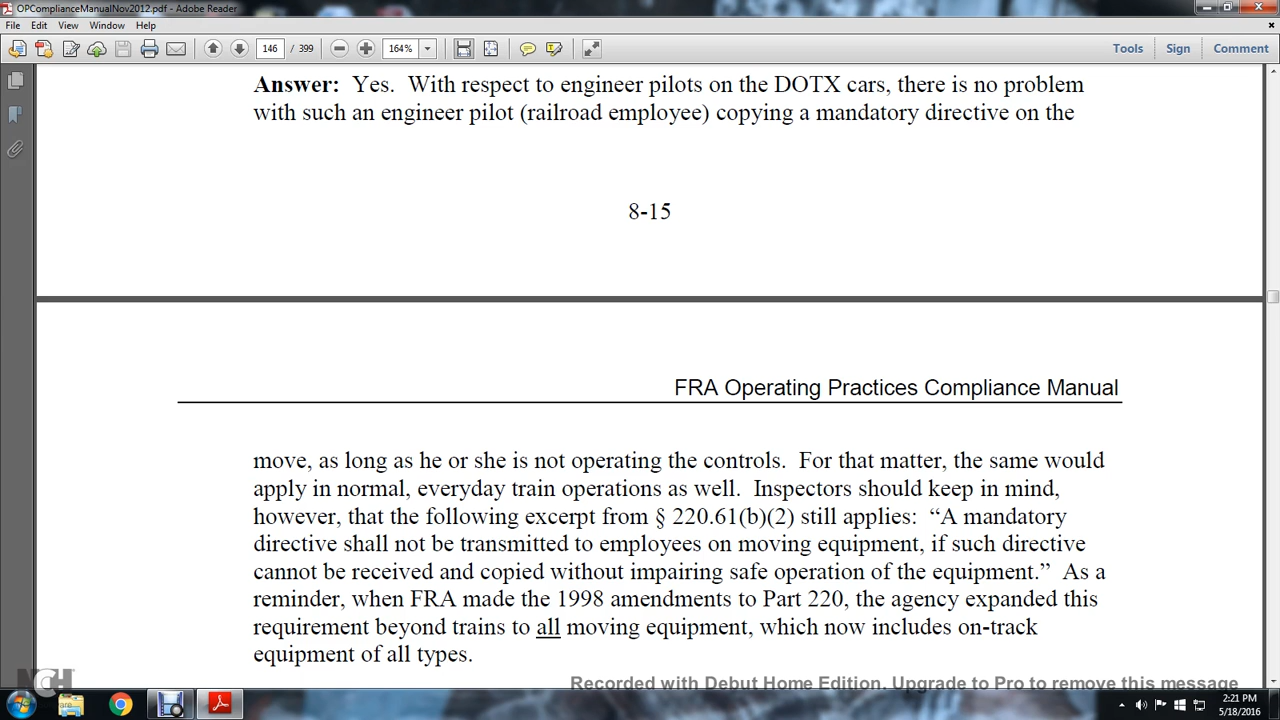 OPComplianceManualNov2012.pdf - Adobe Reader
File Edit View Window Help
146 / 399 164% Tools Sign Comment
Answer: Yes. With respect to engineer pilots on the DOTX cars, there is no problem
with such an engineer pilot (railroad employee) copying a mandatory directive on the
8-15
FRA Operating Practices Compliance Manual
move, as long as he or she is not operating the controls. For that matter, the same would
apply in normal, everyday train operations as well. Inspectors should keep in mind,
however, that the following excerpt from § 220.61(b)(2) still applies: “A mandatory
directive shall not be transmitted to employees on moving equipment, if such directive
cannot be received and copied without impairing safe operation of the equipment.” As a
reminder, when FRA made the 1998 amendments to Part 220, the agency expanded this
requirement beyond trains to all moving equipment, which now includes on-track
equipment of all types.
NCH
Recorded with Debut Home Edition. Upgrade to Pro to remove this message
2:21 PM
5/18/2016